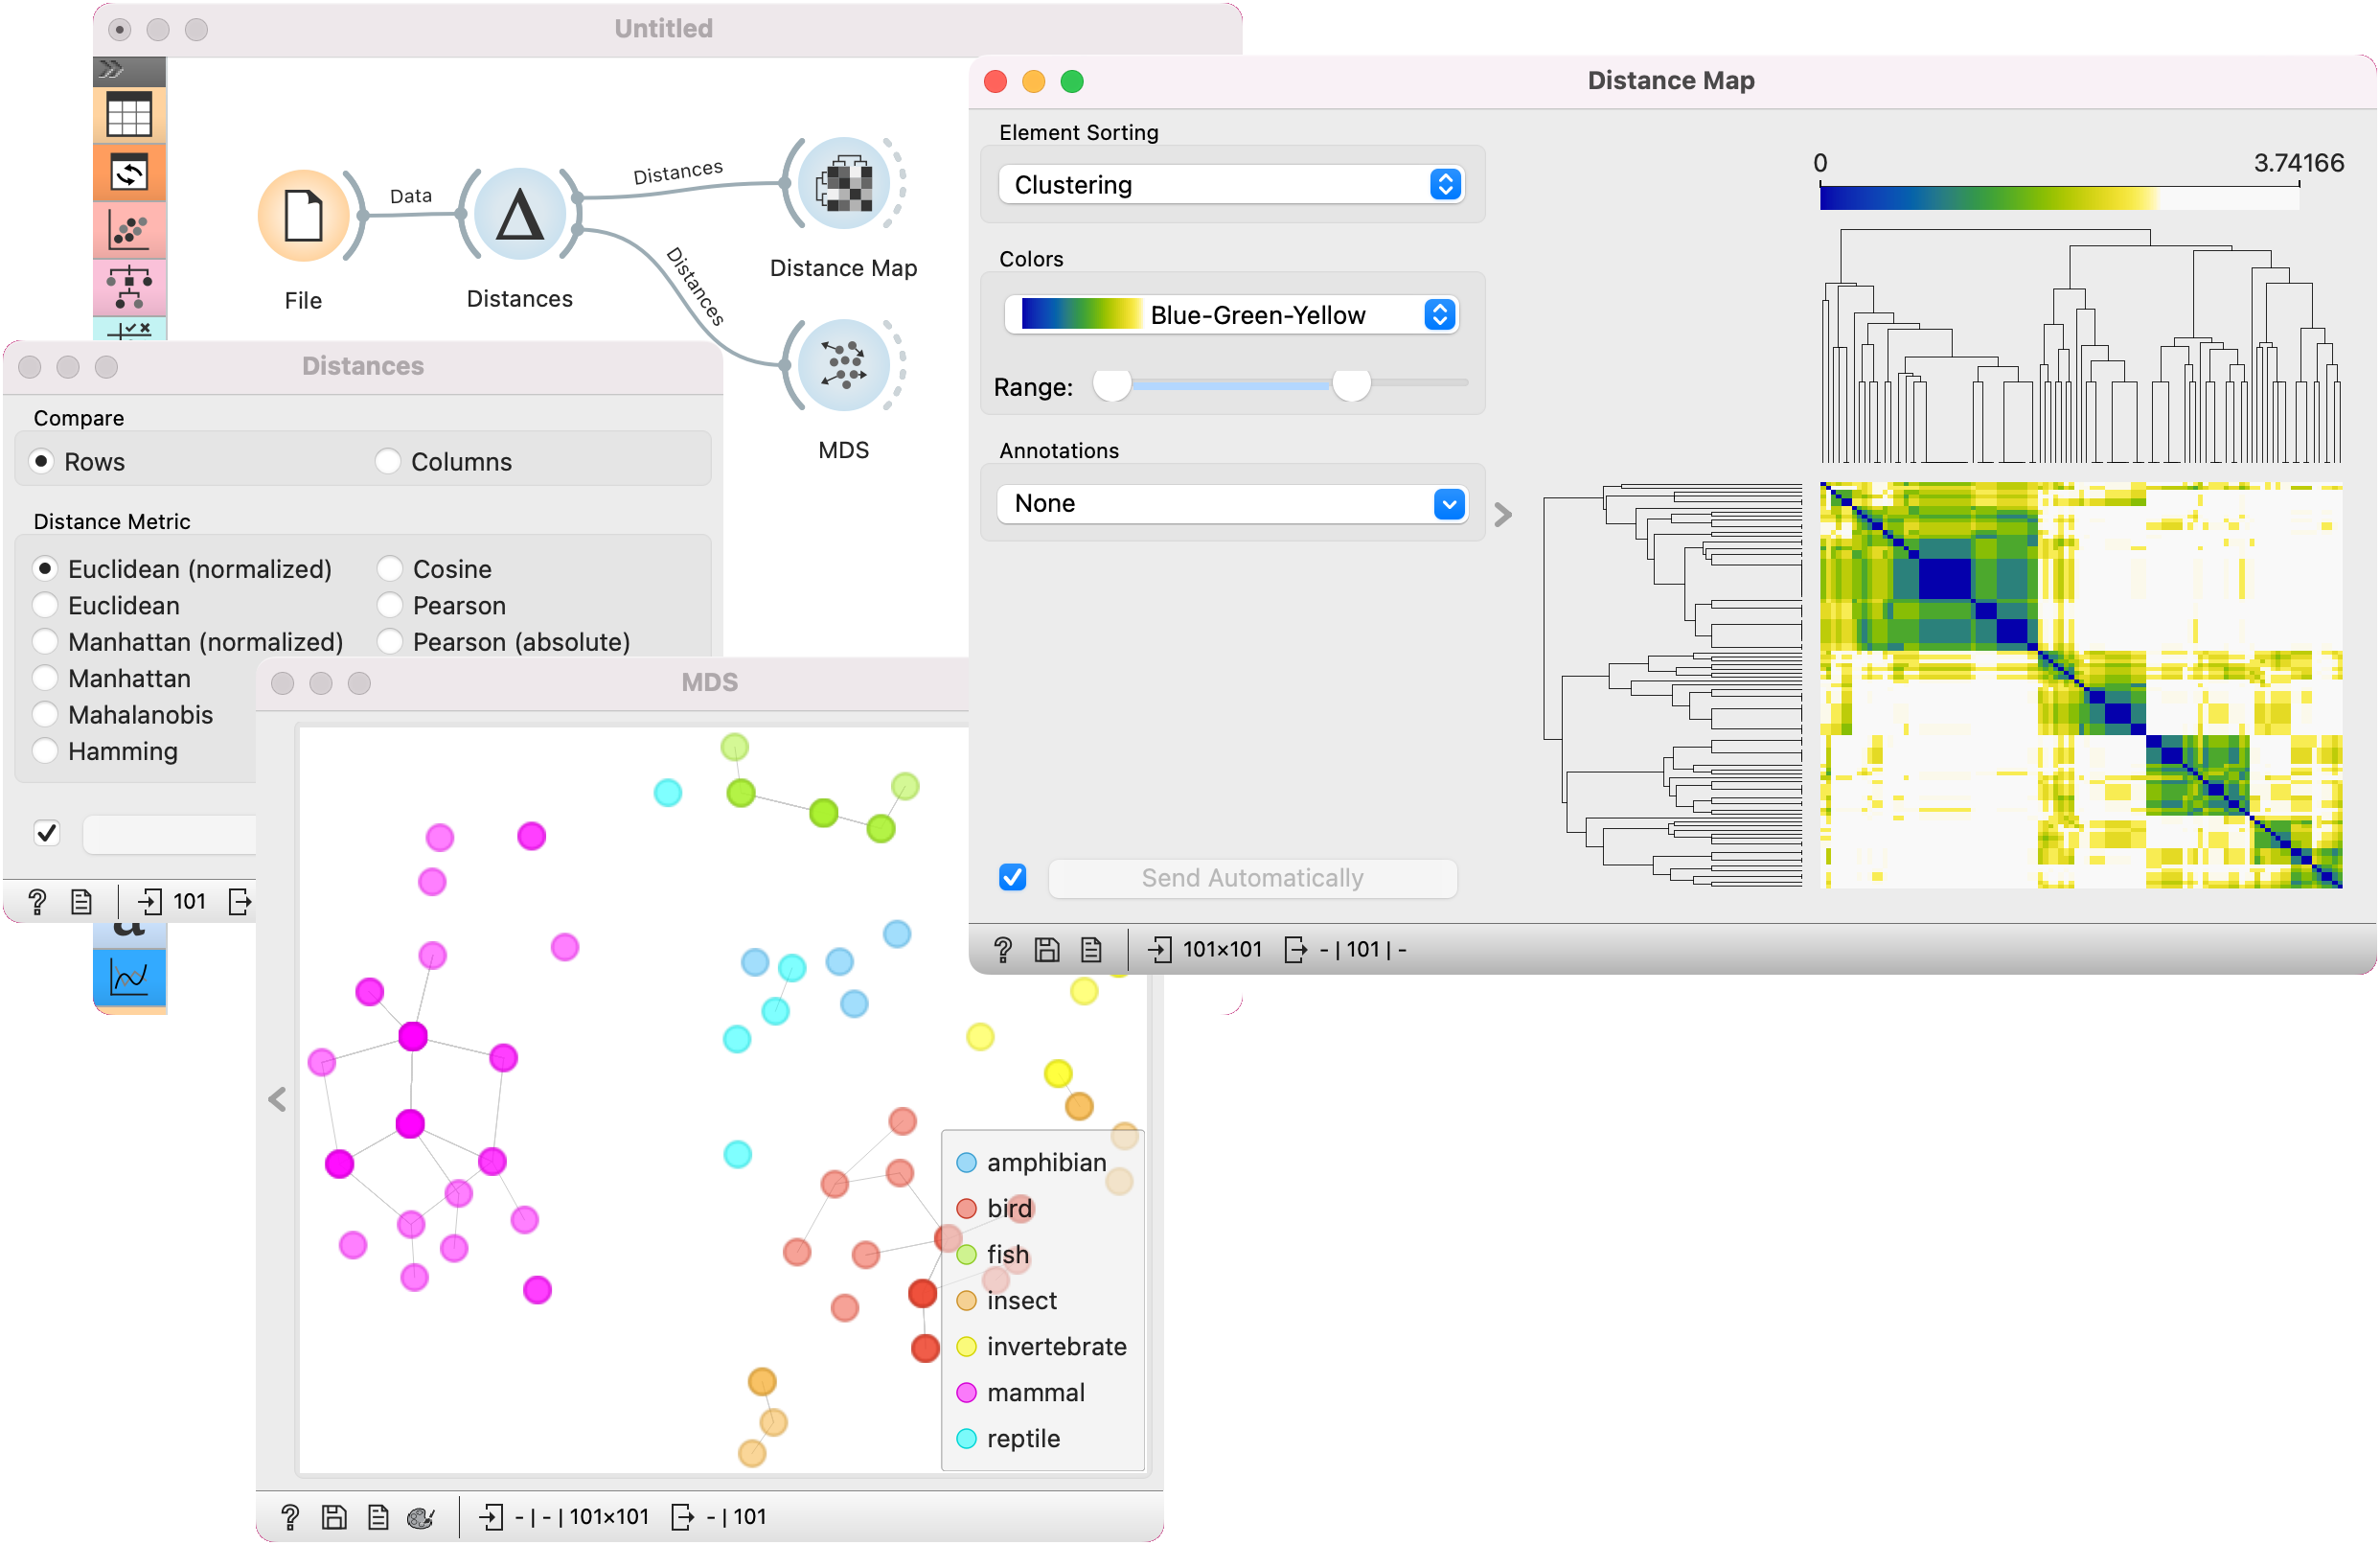 Untitled
Data
Distances
Distances
File
Distances
Distance Map
MDS
Distances
Compare
Rows
Columns
Distance Metric
Euclidean (normalized)
Cosine
Euclidean
Pearson
Manhattan (normalized)
Pearson (absolute)
Manhattan
Mahalanobis
Hamming
101
MDS
amphibian
bird
fish
insect
invertebrate
mammal
reptile
- | - | 101×101
- | 101
Distance Map
Element Sorting
Clustering
Colors
Blue-Green-Yellow
Range:
Annotations
None
Send Automatically
0
3.74166
101×101
- | 101 | -